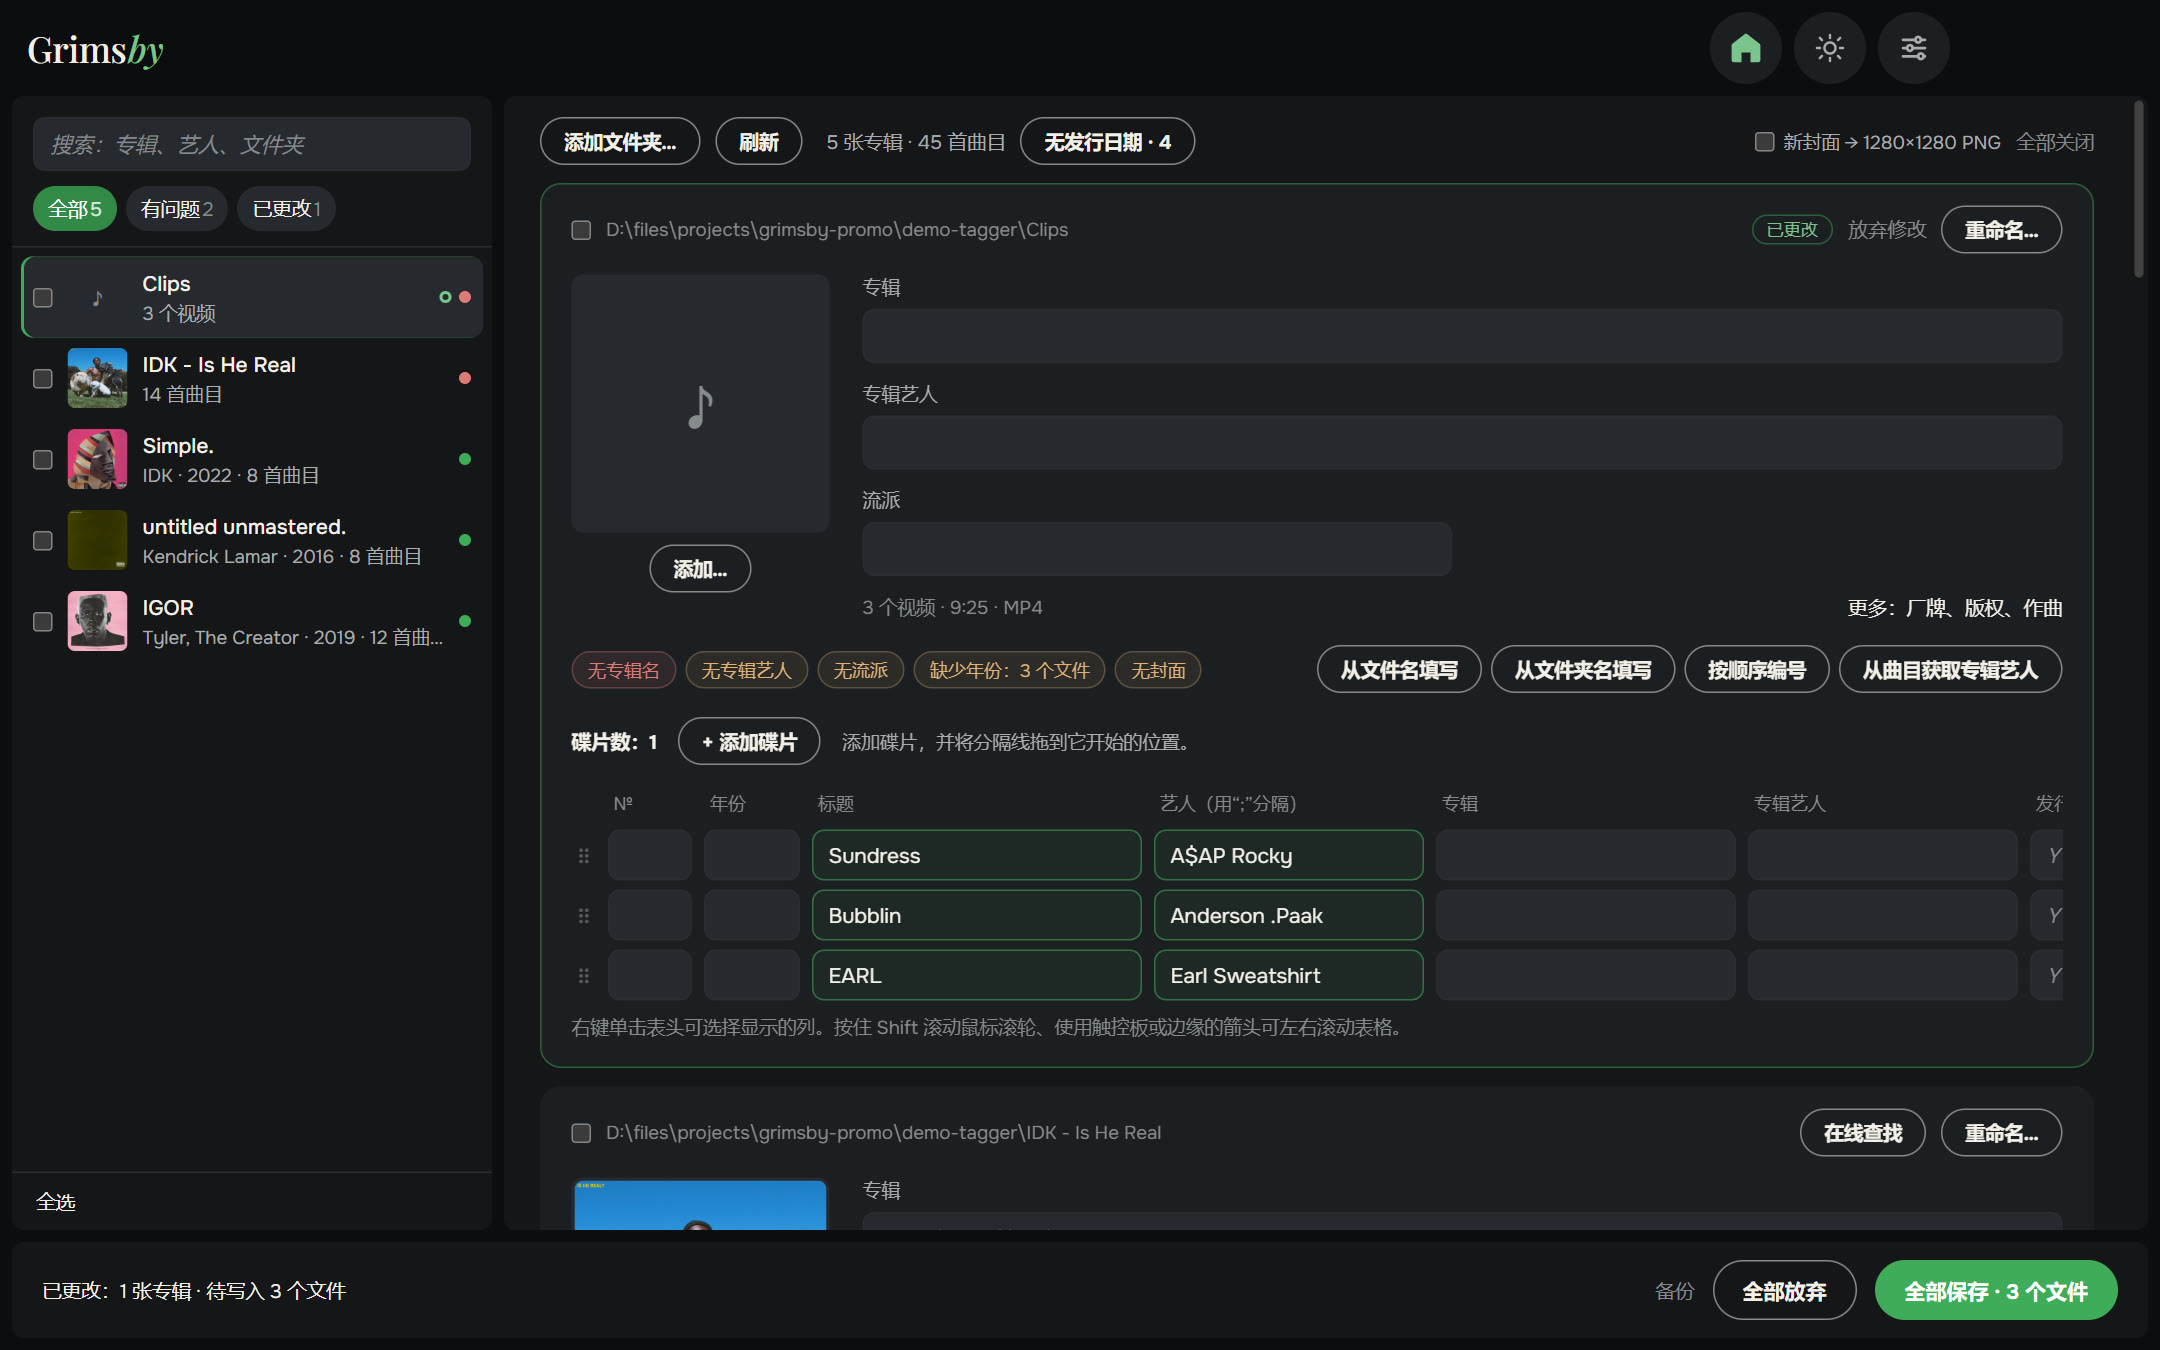 Grimsby
搜索：专辑、艺人、文件夹
全部 5 有问题 2 已更改 1
Clips
3 个视频
IDK - Is He Real
14 首曲目
Simple.
IDK · 2022 · 8 首曲目
untitled unmastered.
Kendrick Lamar · 2016 · 8 首曲目
IGOR
Tyler, The Creator · 2019 · 12 首曲...
全选
添加文件夹... 刷新 5 张专辑 · 45 首曲目 无发行日期 · 4 新封面 → 1280×1280 PNG 全部关闭
D:\files\projects\grimsby-promo\demo-tagger\Clips 已更改 放弃修改 重命名...
专辑
专辑艺人
流派
添加...
3 个视频 · 9:25 · MP4 更多：厂牌、版权、作曲
无专辑名 无专辑艺人 无流派 缺少年份：3 个文件 无封面 从文件名填写 从文件夹名填写 按顺序编号 从曲目获取专辑艺人
碟片数：1 + 添加碟片 添加碟片，并将分隔线拖到它开始的位置。
№ 年份 标题 艺人（用“;”分隔） 专辑 专辑艺人 发行
Sundress A$AP Rocky Y
Bubblin Anderson .Paak Y
EARL Earl Sweatshirt Y
右键单击表头可选择显示的列。按住 Shift 滚动鼠标滚轮、使用触控板或边缘的箭头可左右滚动表格。
D:\files\projects\grimsby-promo\demo-tagger\IDK - Is He Real 在线查找 重命名...
专辑
已更改：1 张专辑 · 待写入 3 个文件 备份 全部放弃 全部保存 · 3 个文件